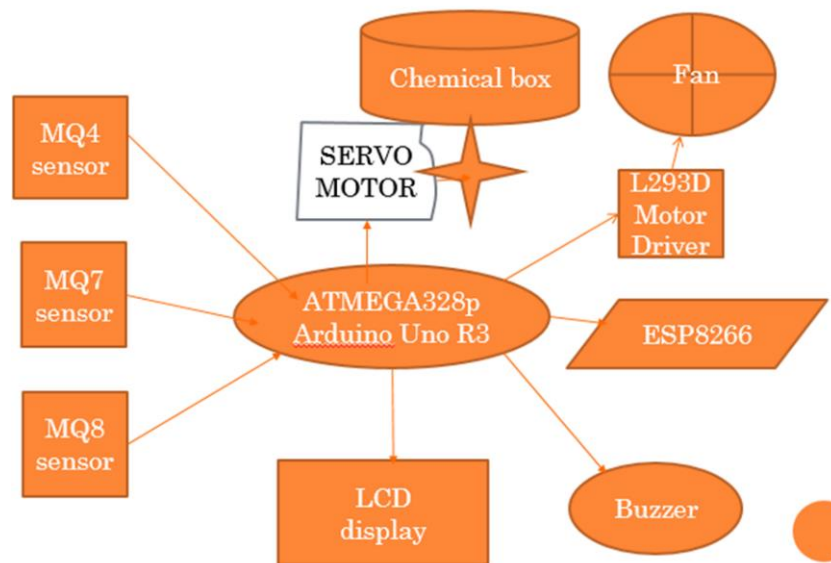 Chemical box
Fan
MQ4
sensor
SERVO
MOTOR
L293D
Motor
Driver
MQ7
sensor
ATMEGA328p
Arduino Uno R3
ESP8266
MQ8
sensor
LCD
display
Buzzer